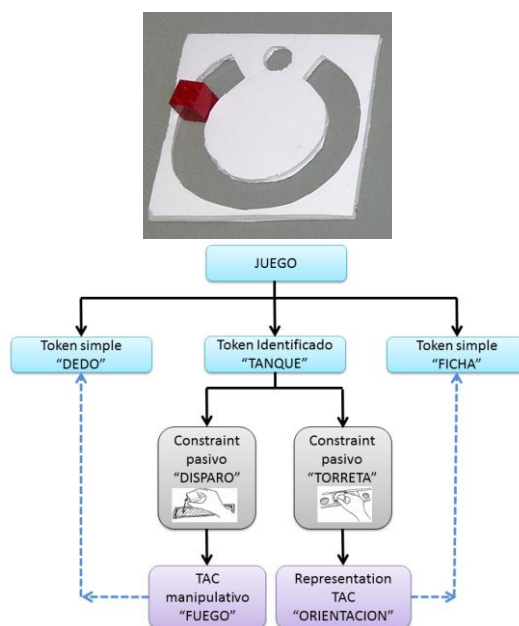 JUEGO
Token simple
“DEDO”
Token Identificado
“TANQUE”
Token simple
“FICHA”
Constraint
pasivo
“DISPARO”
Constraint
pasivo
“TORRETA”
TAC
manipulativo
“FUEGO”
Representation
TAC
“ORIENTACION”